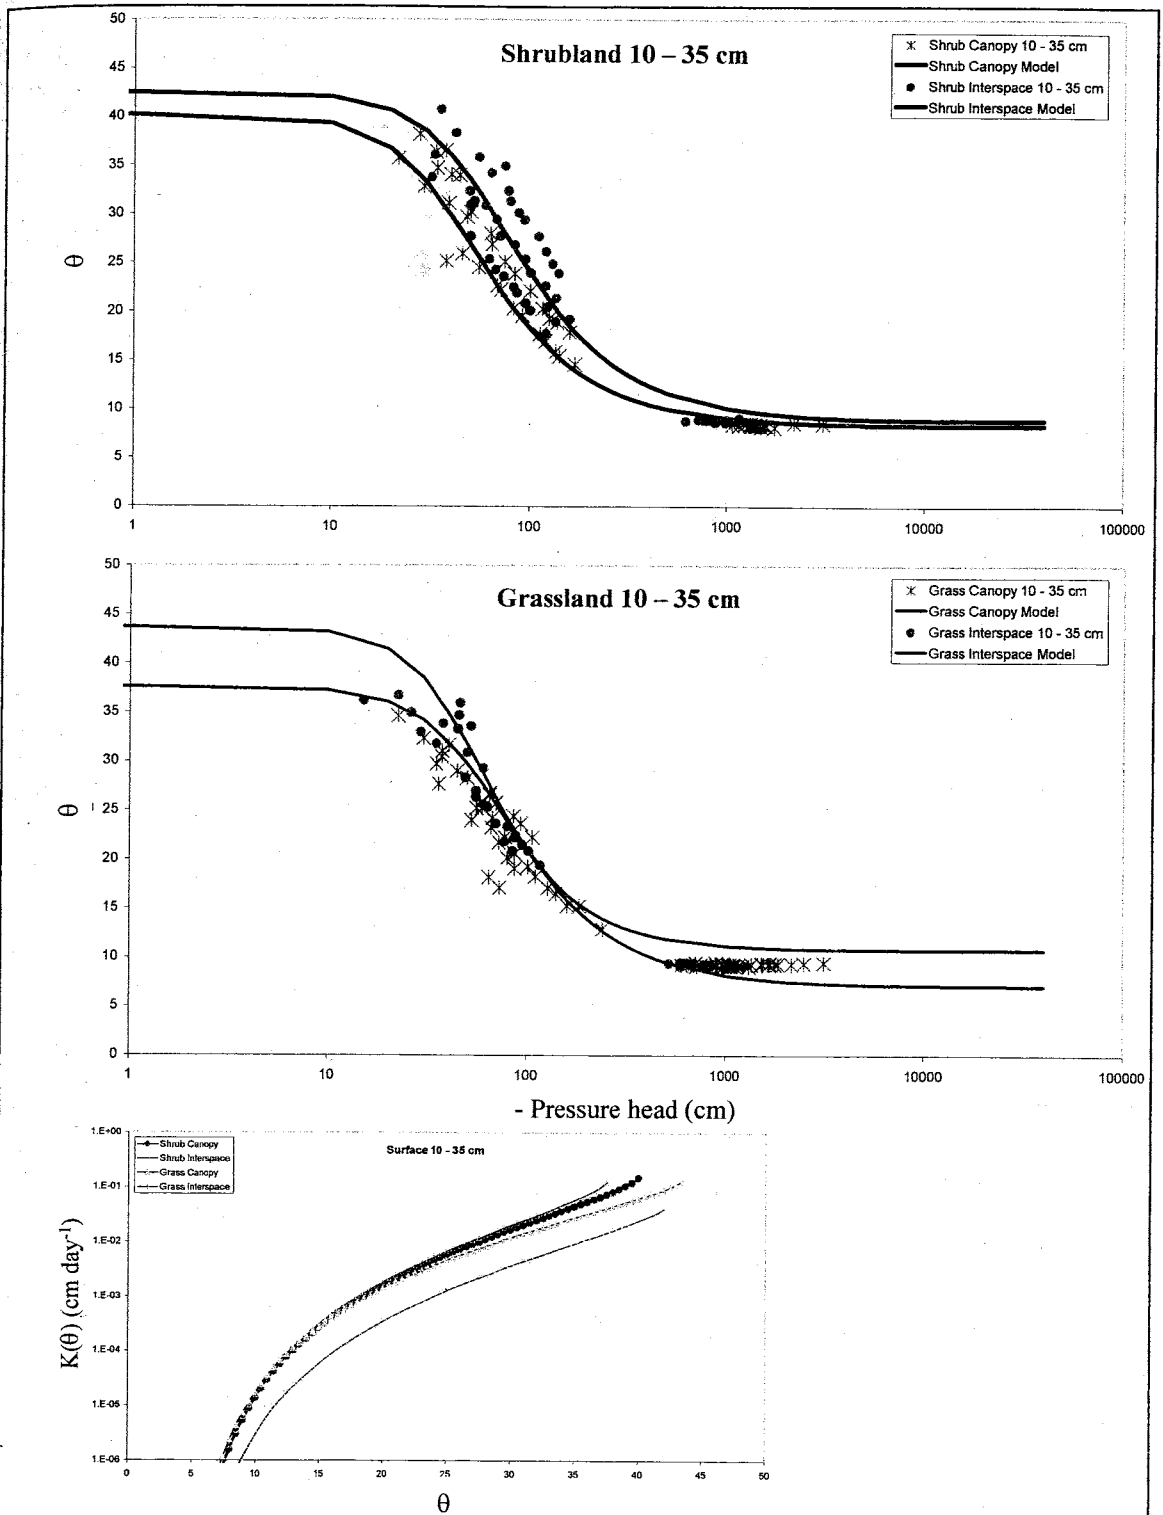 Shrubland 10 – 35 cm
✳ Shrub Canopy 10 - 35 cm
Shrub Canopy Model
● Shrub Interspace 10 - 35 cm
Shrub Interspace Model
50
45
40
35
30
25
20
15
10
5
0
θ
1 10 100 1000 10000 100000
Grassland 10 – 35 cm
✳ Grass Canopy 10 - 35 cm
Grass Canopy Model
● Grass Interspace 10 - 35 cm
Grass Interspace Model
50
45
40
35
30
25
20
15
10
5
0
θ
1 10 100 1000 10000 100000
- Pressure head (cm)
Surface 10 - 35 cm
Shrub Canopy
Shrub Interspace
Grass Canopy
Grass Interspace
1.E+00
1.E-01
1.E-02
1.E-03
1.E-04
1.E-05
1.E-06
K(θ) (cm day-1)
0 5 10 15 20 25 30 35 40 45 50
θ